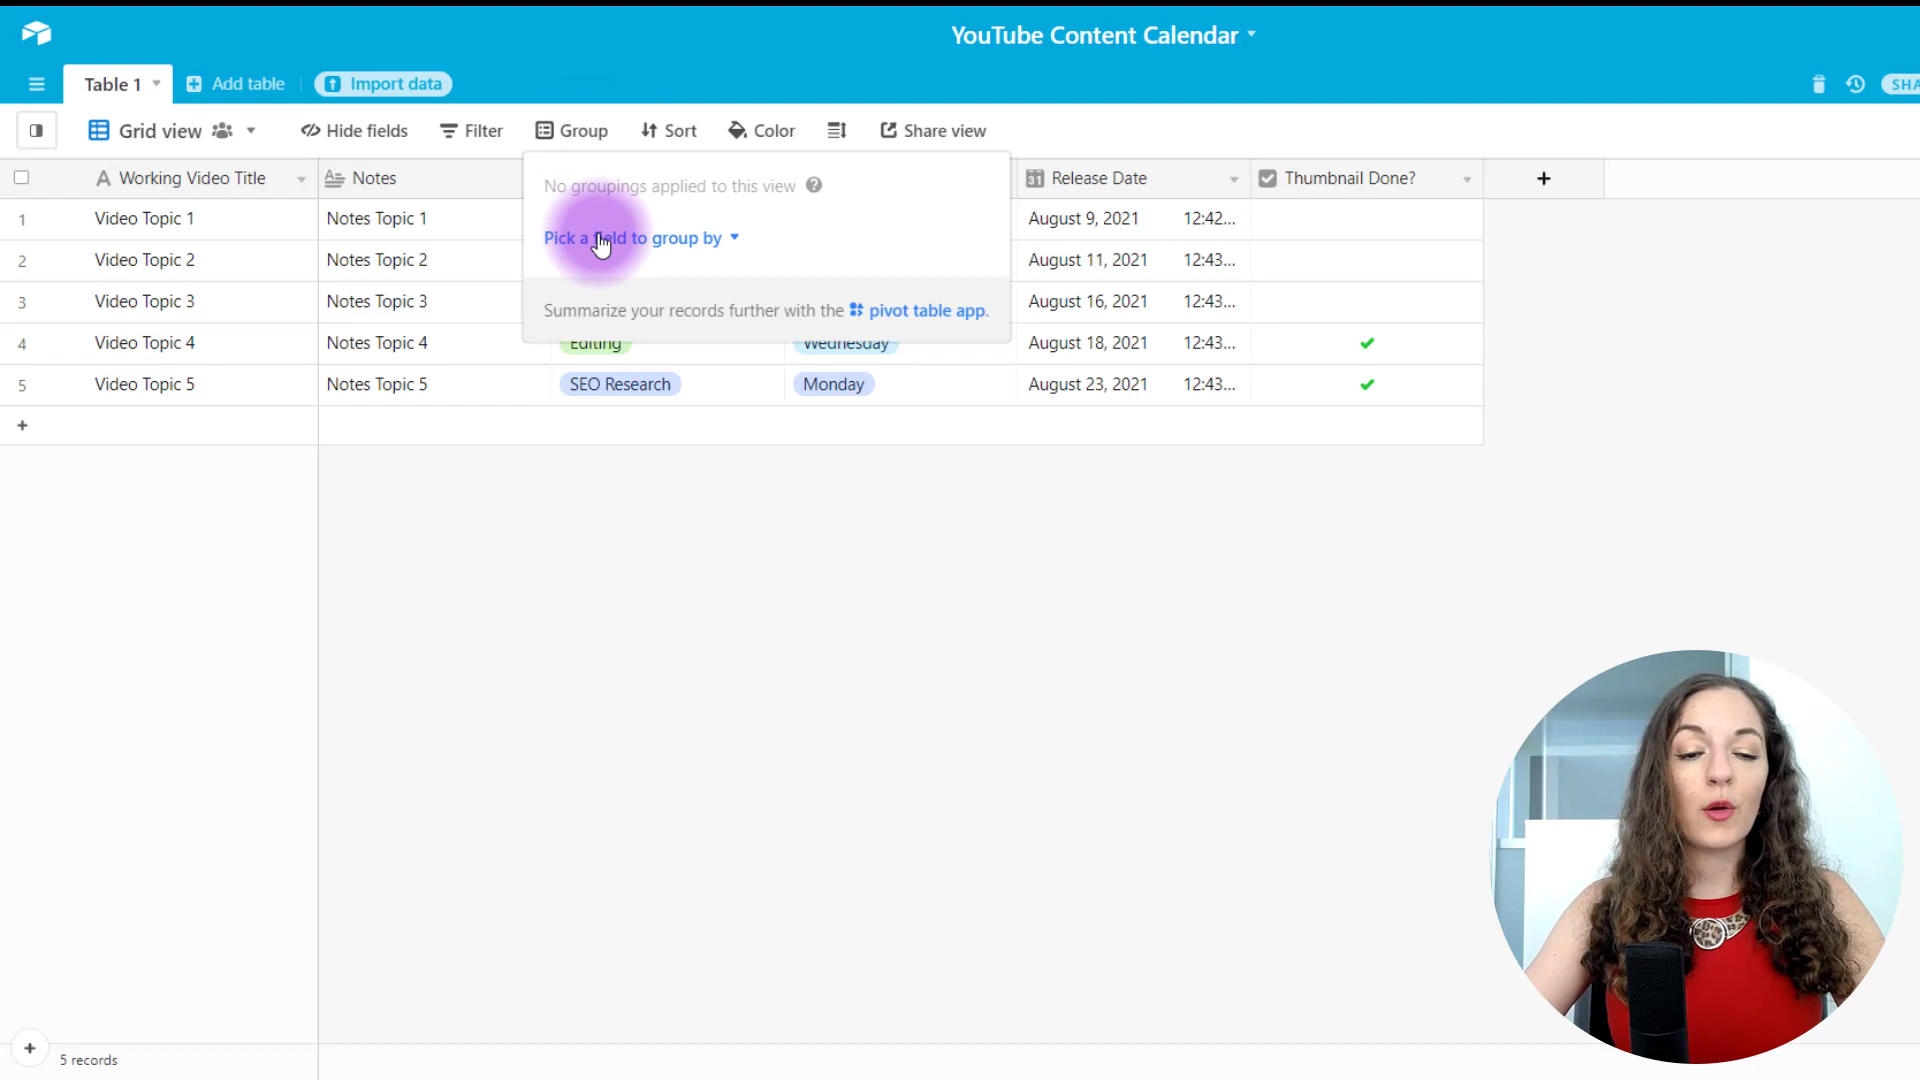 YouTube Content Calendar
Table 1
Add table
Import data
SHA
Grid view
Hide fields
Filter
Group
Sort
Color
Share view
Working Video Title
Notes
Release Date
Thumbnail Done?
No groupings applied to this view
Pick a field to group by
Summarize your records further with the pivot table app.
1 Video Topic 1 Notes Topic 1 August 9, 2021 12:42...
2 Video Topic 2 Notes Topic 2 August 11, 2021 12:43...
3 Video Topic 3 Notes Topic 3 August 16, 2021 12:43...
4 Video Topic 4 Notes Topic 4 Editing Wednesday August 18, 2021 12:43...
5 Video Topic 5 Notes Topic 5 SEO Research Monday August 23, 2021 12:43...
5 records